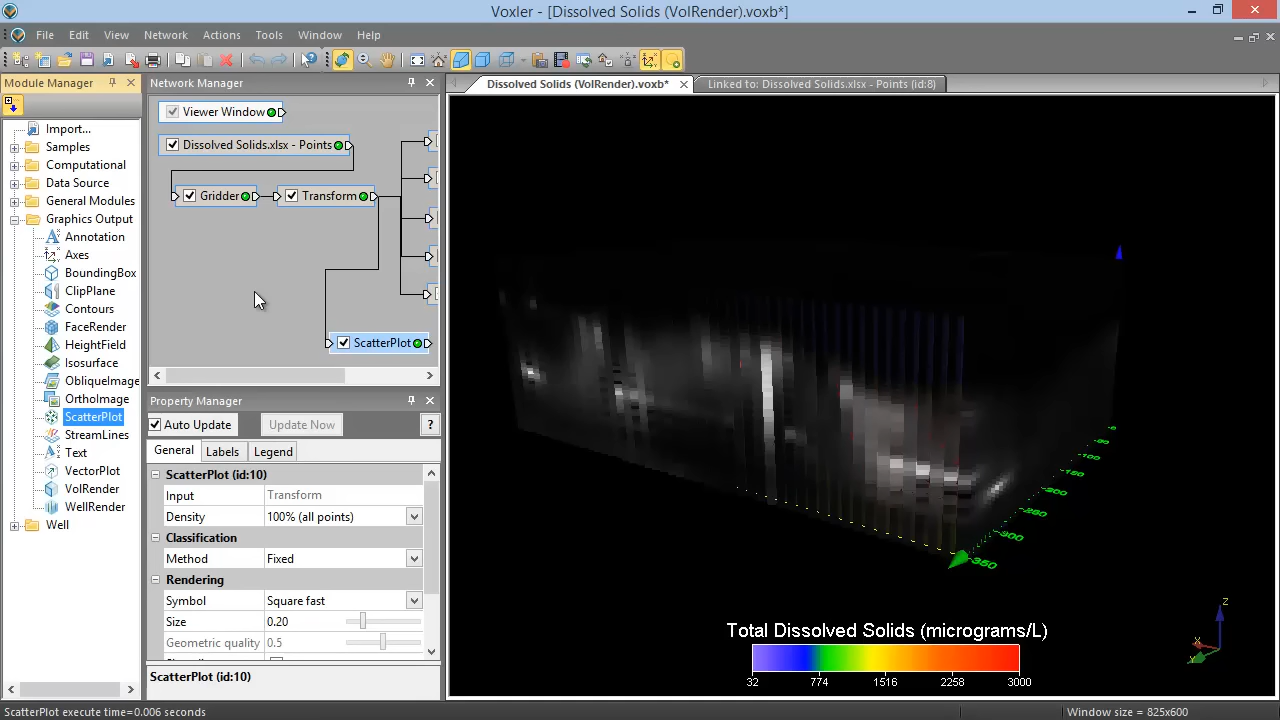 Voxler - [Dissolved Solids (VolRender).voxb*]
File Edit View Network Actions Tools Window Help
Module Manager
Network Manager
Dissolved Solids (VolRender).voxb*
Linked to: Dissolved Solids.xlsx - Points (id:8)
Import...
Samples
Computational
Data Source
General Modules
Graphics Output
Annotation
Axes
BoundingBox
ClipPlane
Contours
FaceRender
HeightField
Isosurface
ObliqueImage
OrthoImage
ScatterPlot
StreamLines
Text
VectorPlot
VolRender
WellRender
Well
Viewer Window
Dissolved Solids.xlsx - Points
Gridder
Transform
ScatterPlot
Property Manager
Auto Update
Update Now
?
General Labels Legend
ScatterPlot (id:10)
Input Transform
Density 100% (all points)
Classification
Method Fixed
Rendering
Symbol Square fast
Size 0.20
Geometric quality 0.5
ScatterPlot (id:10)
-100
-150
-200
-250
-300
-350
Z
X
Y
Total Dissolved Solids (micrograms/L)
32 774 1516 2258 3000
ScatterPlot execute time=0.006 seconds
Window size = 825x600